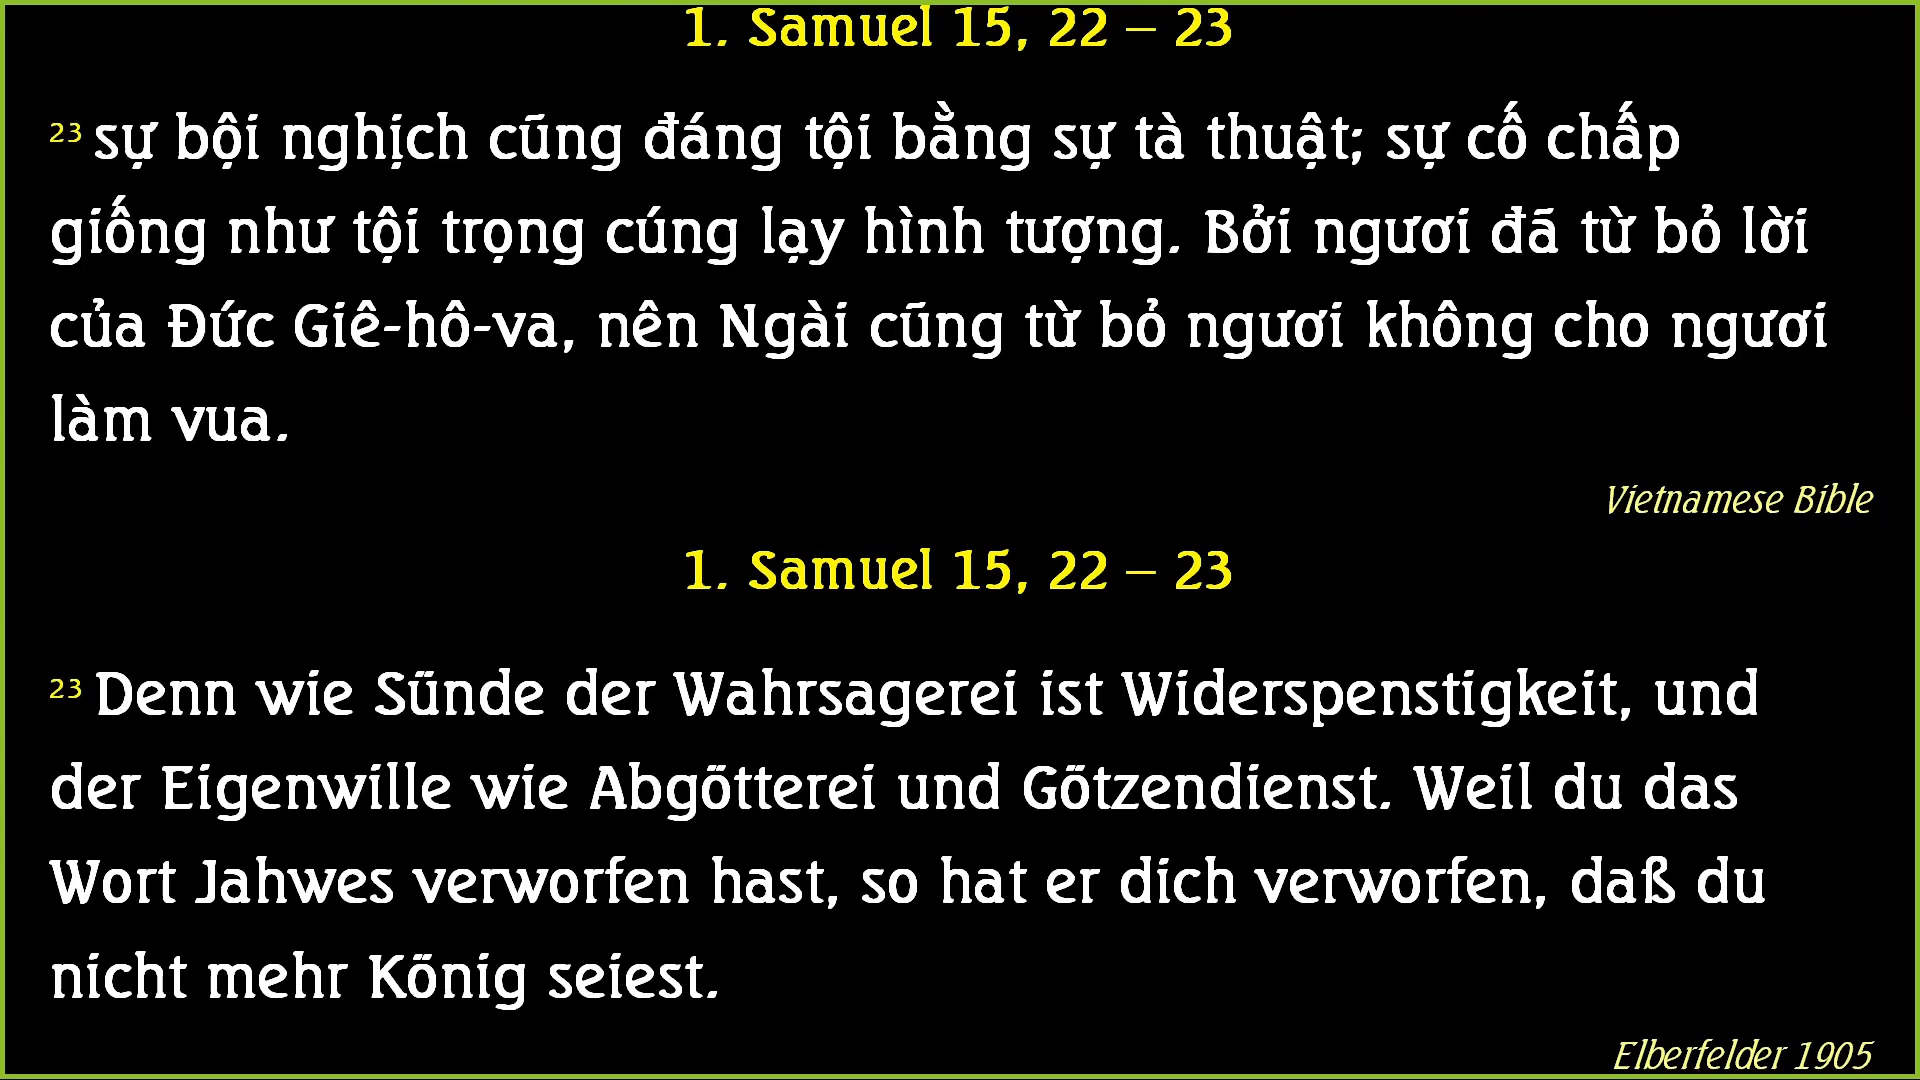 1. Samuel 15, 22 – 23
23 sự bội nghịch cũng đáng tội bằng sự tà thuật; sự cố chấp
giống như tội trọng cúng lạy hình tượng. Bởi ngươi đã từ bỏ lời
của Đức Giê-hô-va, nên Ngài cũng từ bỏ ngươi không cho ngươi
làm vua.
Vietnamese Bible
1. Samuel 15, 22 – 23
23 Denn wie Sünde der Wahrsagerei ist Widerspenstigkeit, und
der Eigenwille wie Abgötterei und Götzendienst. Weil du das
Wort Jahwes verworfen hast, so hat er dich verworfen, daß du
nicht mehr König seiest.
Elberfelder 1905